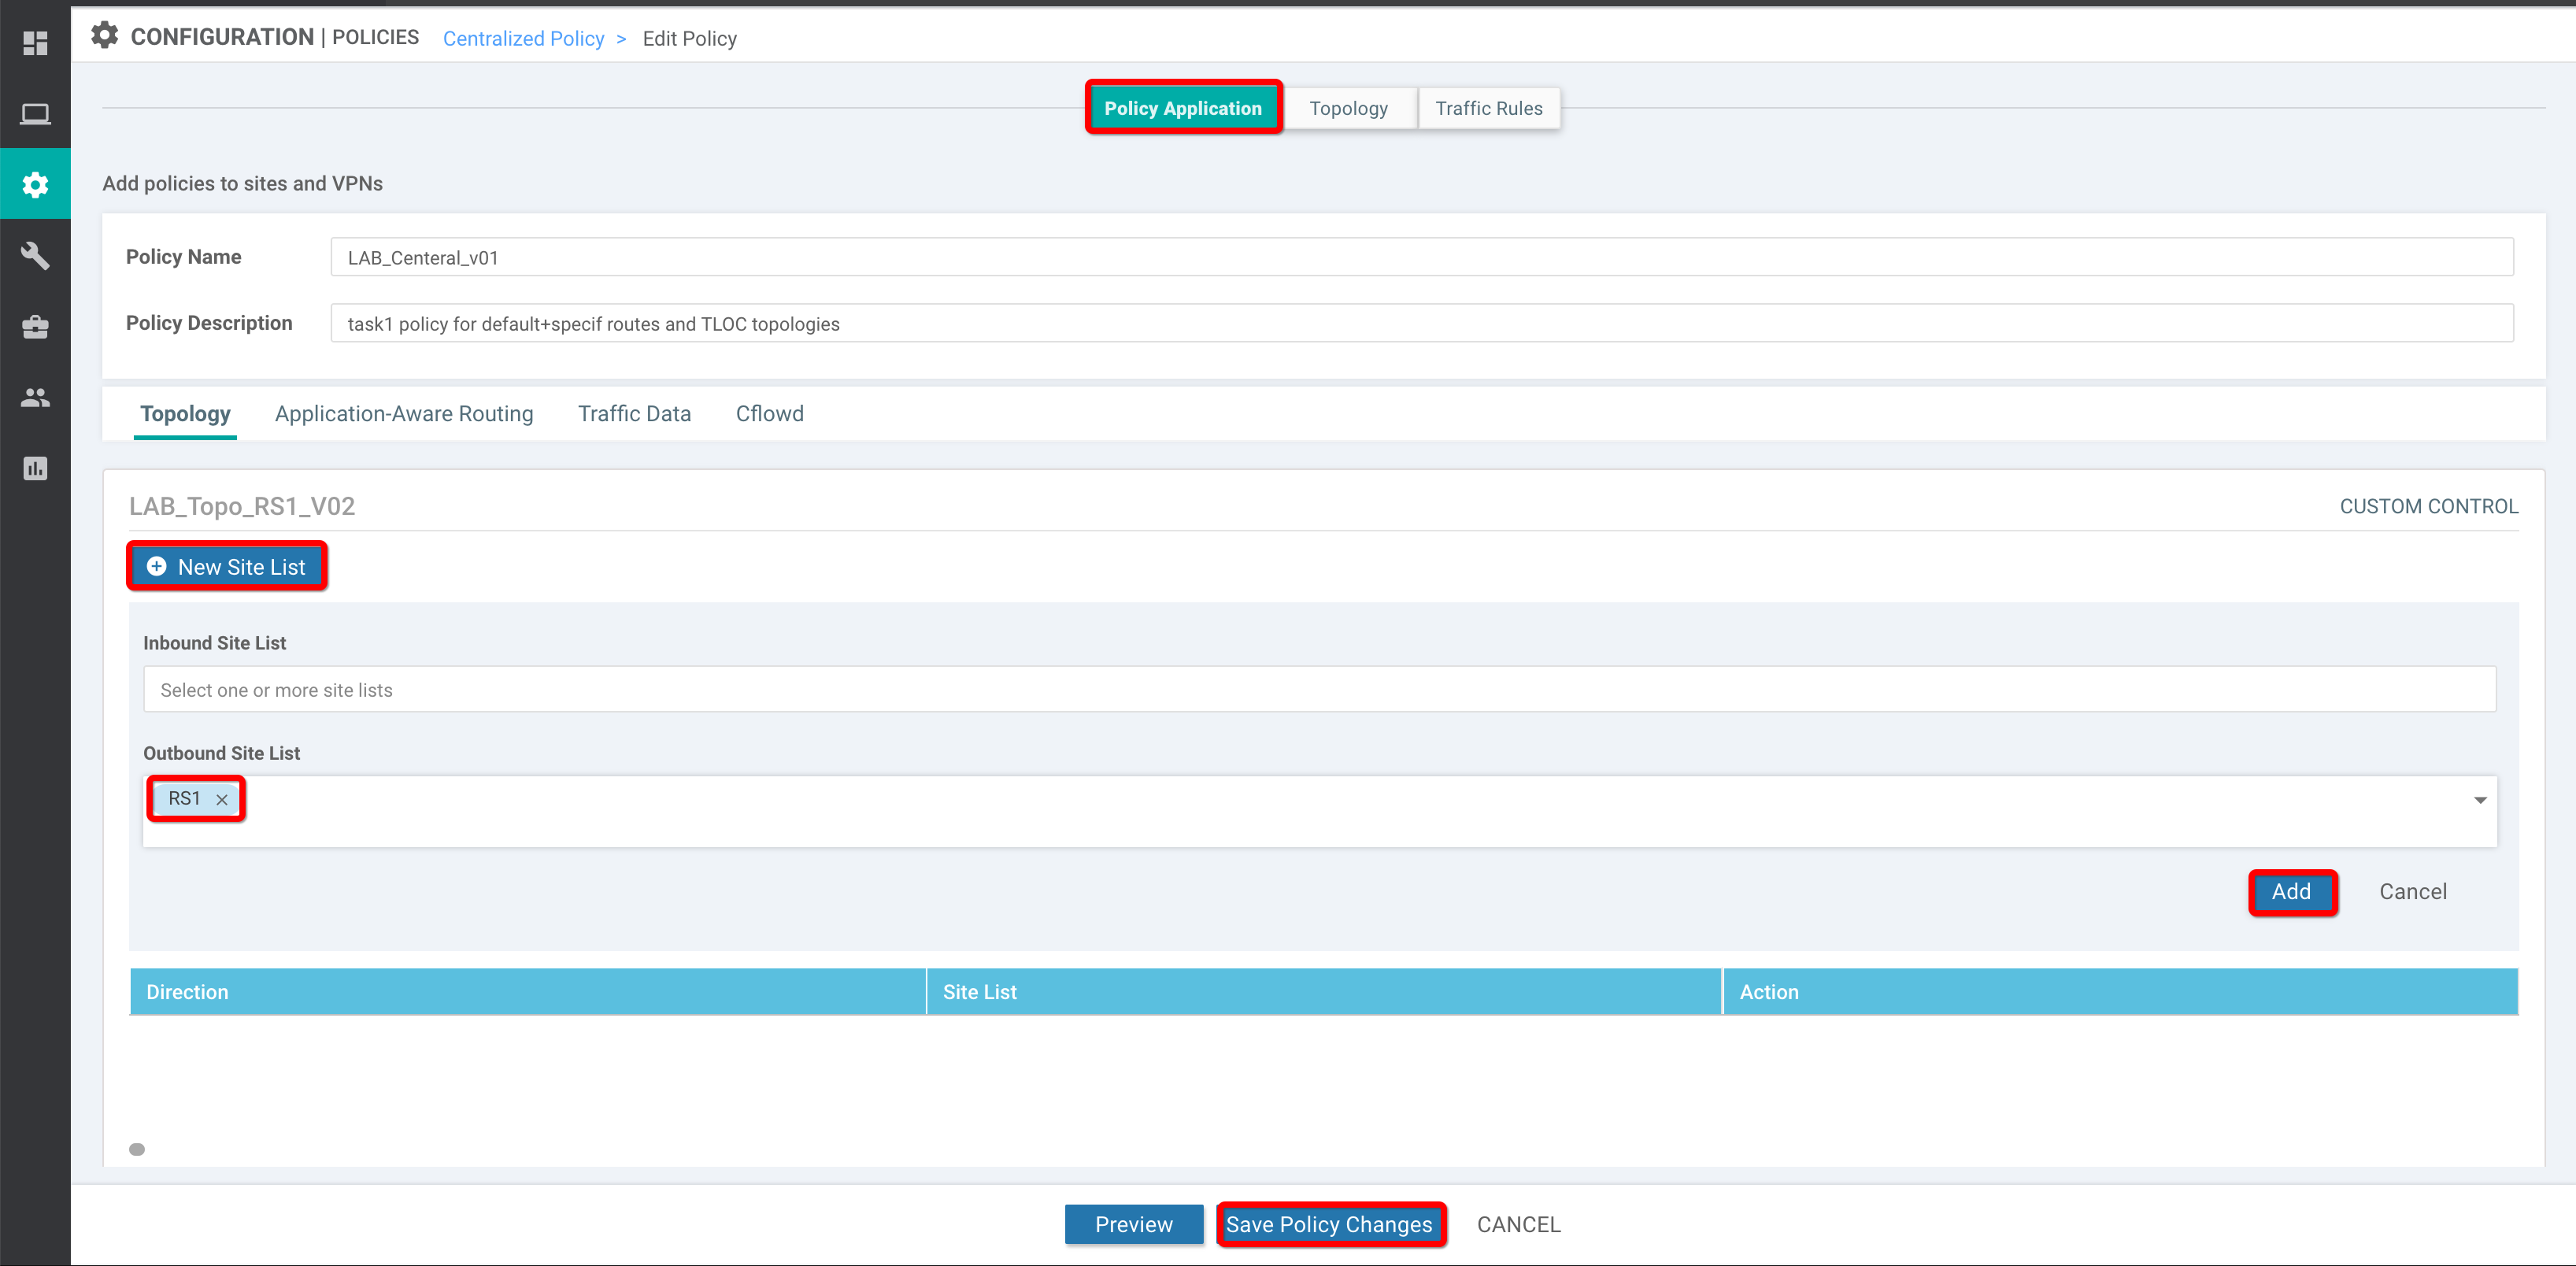 CONFIGURATION | POLICIES Centralized Policy > Edit Policy
Policy Application Topology Traffic Rules
Add policies to sites and VPNs
Policy Name LAB_Centeral_v01
Policy Description task1 policy for default+specif routes and TLOC topologies
Topology Application-Aware Routing Traffic Data Cflowd
LAB_Topo_RS1_V02 CUSTOM CONTROL
New Site List
Inbound Site List
Select one or more site lists
Outbound Site List
RS1
Add Cancel
Direction Site List Action
Preview Save Policy Changes CANCEL